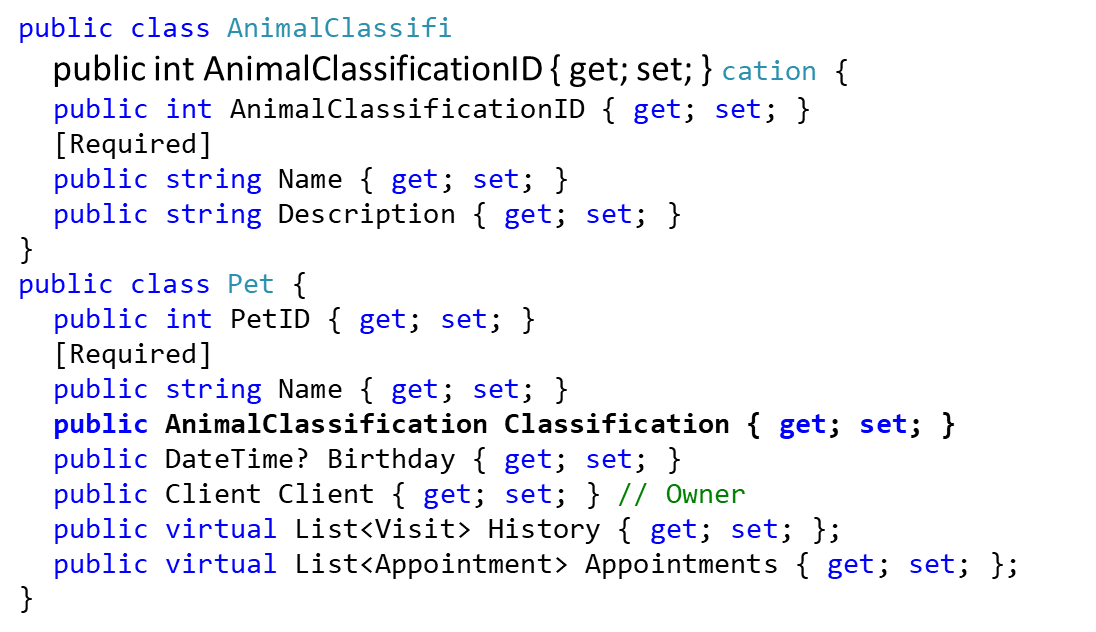 public class AnimalClassifi
public int AnimalClassificationID { get; set; } cation {
public int AnimalClassificationID { get; set; }
[Required]
public string Name { get; set; }
public string Description { get; set; }
}
public class Pet {
public int PetID { get; set; }
[Required]
public string Name { get; set; }
public AnimalClassification Classification { get; set; }
public DateTime? Birthday { get; set; }
public Client Client { get; set; } // Owner
public virtual List<Visit> History { get; set; };
public virtual List<Appointment> Appointments { get; set; };
}